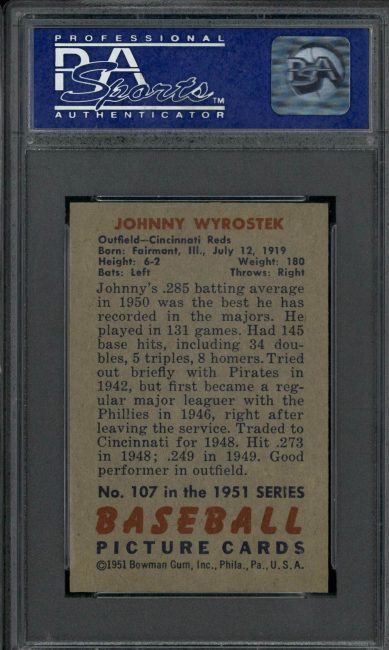 PROFESSIONAL
PSA
Sports™
AUTHENTICATOR
PSA
JOHNNY WYROSTEK
Outfield—Cincinnati Reds
Born: Fairmont, Ill., July 12, 1919
Height: 6-2 Weight: 180
Bats: Left Throws: Right
Johnny's .285 batting average
in 1950 was the best he has
recorded in the majors. He
played in 131 games. Had 145
base hits, including 34 dou-
bles, 5 triples, 8 homers. Tried
out briefly with Pirates in
1942, but first became a reg-
ular major leaguer with the
Phillies in 1946, right after
leaving the service. Traded to
Cincinnati for 1948. Hit .273
in 1948; .249 in 1949. Good
performer in outfield.
No. 107 in the 1951 SERIES
BASEBALL
PICTURE CARDS
©1951 Bowman Gum, Inc., Phila., Pa., U.S.A.